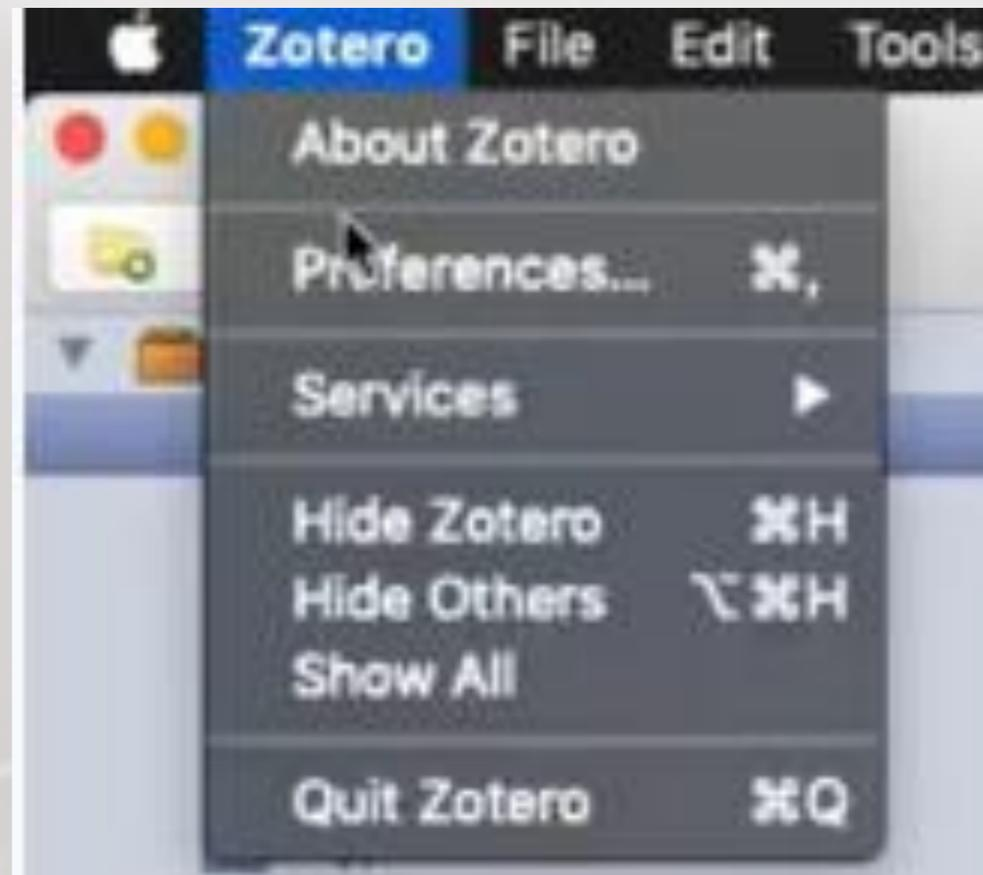 Zotero File Edit Tools
About Zotero
Preferences... ⌘,
Services ▶
Hide Zotero ⌘H
Hide Others ⌥⌘H
Show All
Quit Zotero ⌘Q